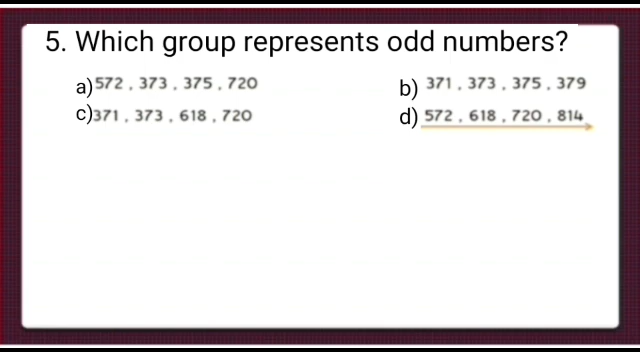 5. Which group represents odd numbers?
a) 572 , 373 , 375 , 720 b) 371 , 373 , 375 , 379
c) 371 , 373 , 618 , 720 d) 572 , 618 , 720 , 814